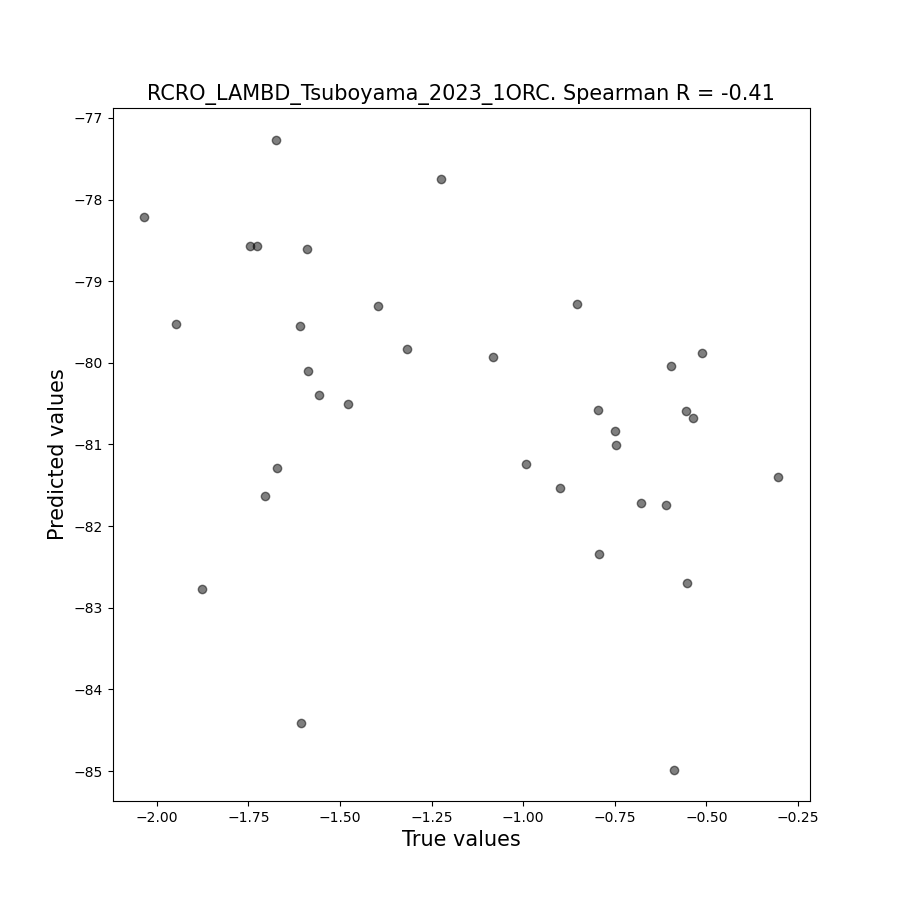 RCRO_LAMBD_Tsuboyama_2023_1ORC. Spearman R = -0.41
−77
−78
−79
−80
−81
−82
−83
−84
−85
Predicted values
−2.00 −1.75 −1.50 −1.25 −1.00 −0.75 −0.50 −0.25
True values